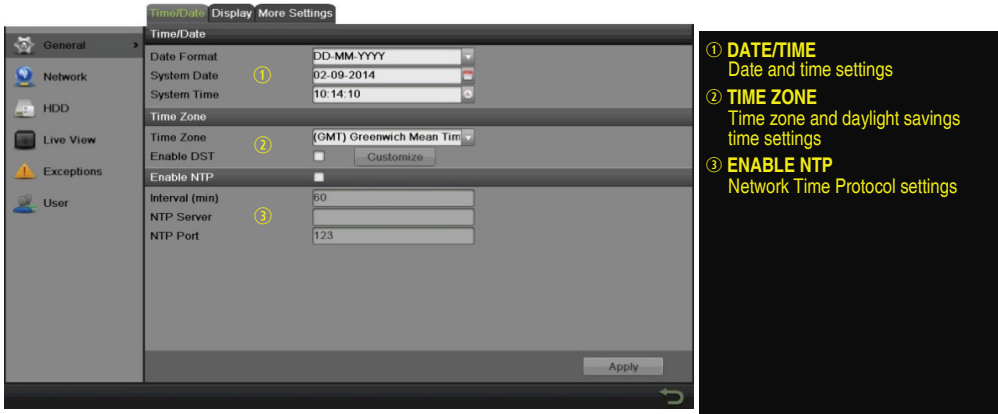 Time/Date Display More Settings
General
Network
HDD
Live View
Exceptions
User
Time/Date
Date Format DD-MM-YYYY
System Date ① 02-09-2014
System Time 10:14:10
Time Zone
Time Zone ② (GMT) Greenwich Mean Tim
Enable DST Customize
Enable NTP
Interval (min) 60
NTP Server ③
NTP Port 123
Apply
① DATE/TIME
Date and time settings
② TIME ZONE
Time zone and daylight savings
time settings
③ ENABLE NTP
Network Time Protocol settings